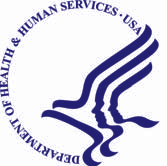 DEPARTMENT OF HEALTH & HUMAN SERVICES · USA